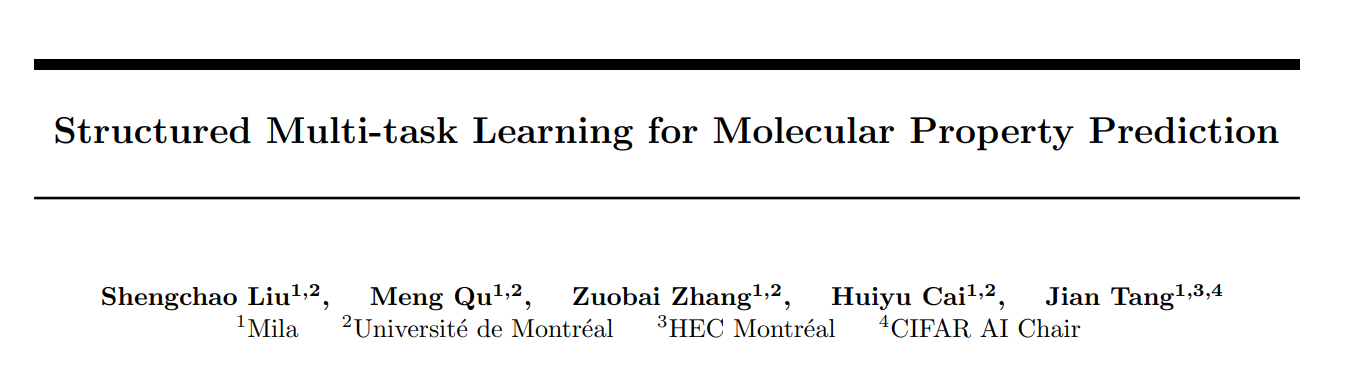 Structured Multi-task Learning for Molecular Property Prediction
Shengchao Liu1,2, Meng Qu1,2, Zuobai Zhang1,2, Huiyu Cai1,2, Jian Tang1,3,4
1Mila 2Université de Montréal 3HEC Montréal 4CIFAR AI Chair